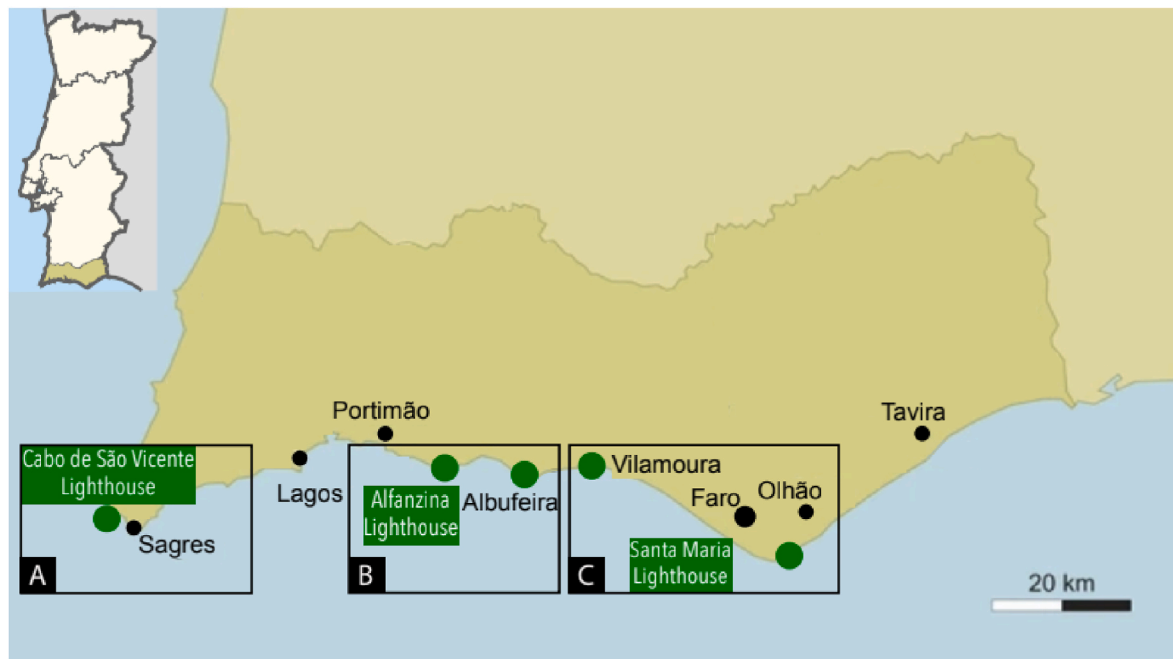 Portimão
Tavira
Cabo de São Vicente
Lighthouse
Lagos
Alfanzina
Lighthouse
Albufeira
Vilamoura
Faro
Olhão
Sagres
Santa Maria
Lighthouse
A
B
C
20 km